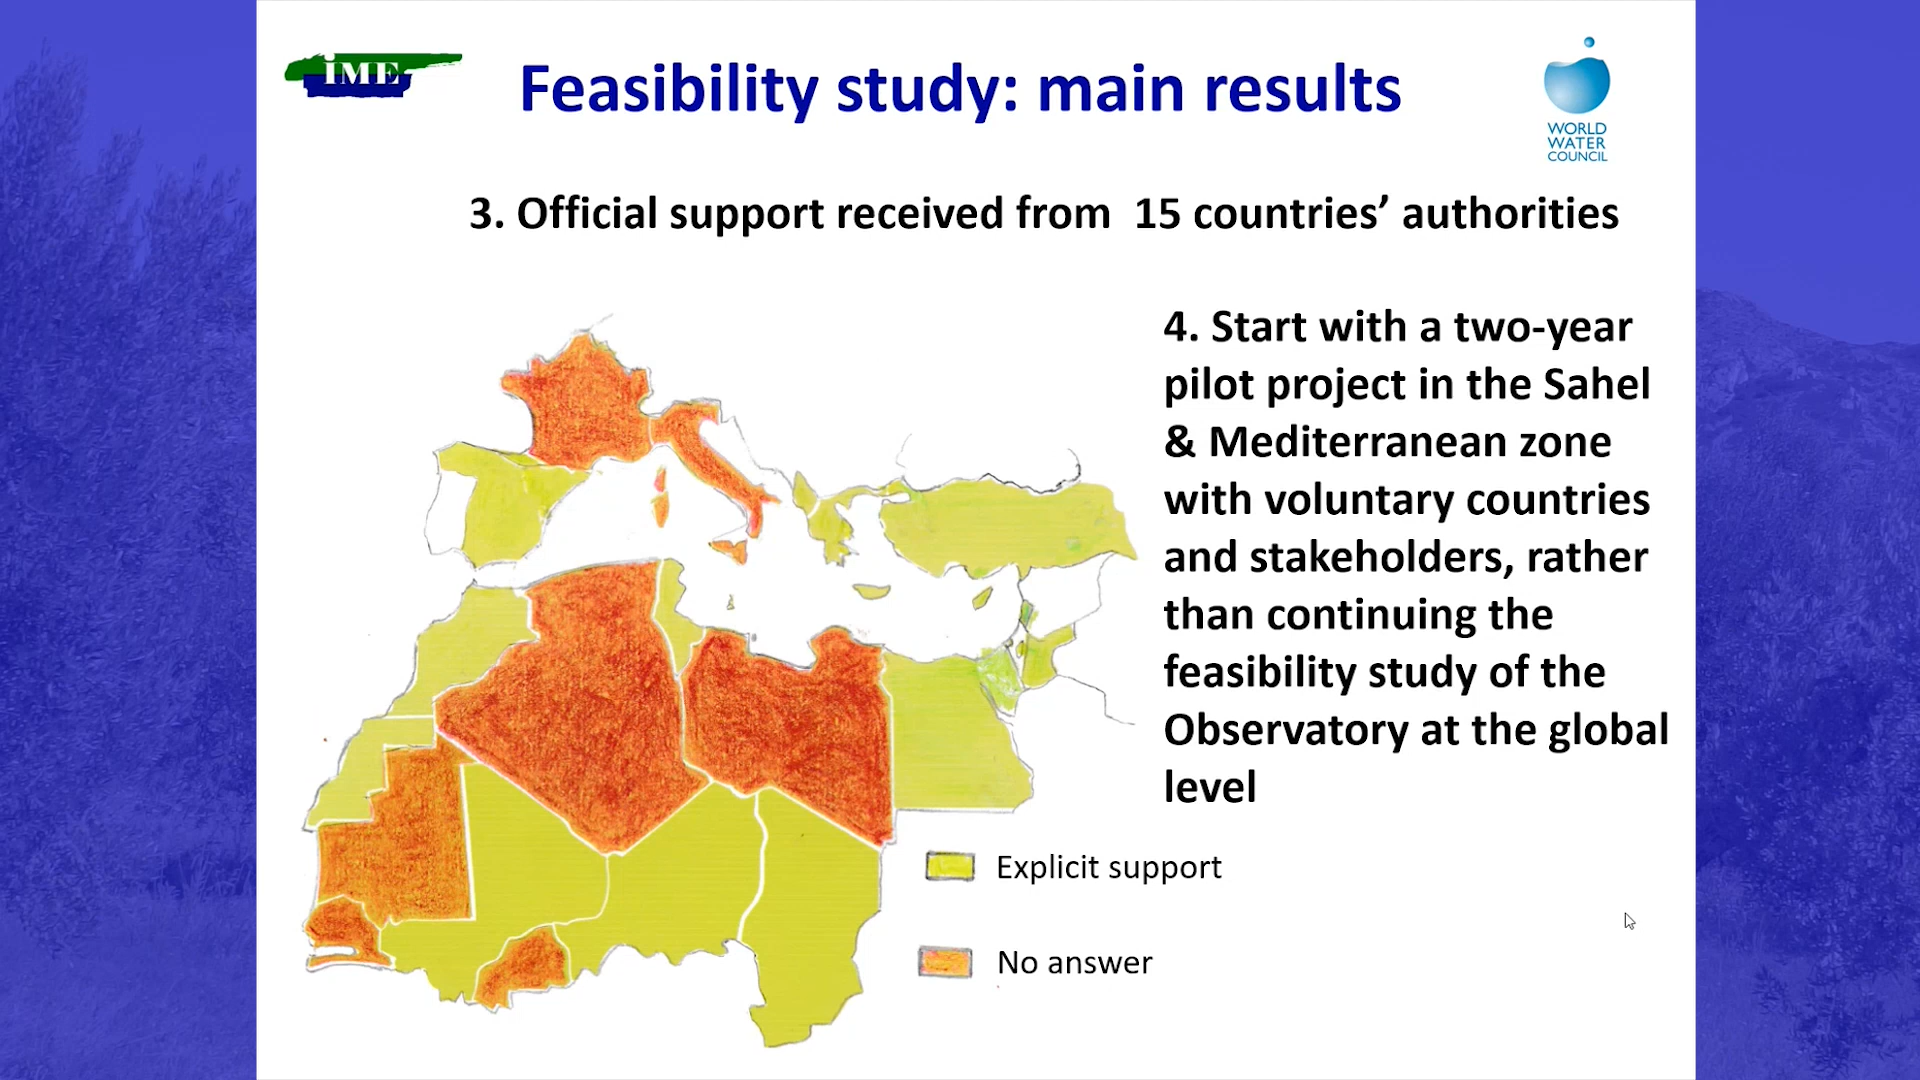 iME
Feasibility study: main results
WORLD
WATER
COUNCIL
3. Official support received from 15 countries’ authorities
4. Start with a two-year
pilot project in the Sahel
& Mediterranean zone
with voluntary countries
and stakeholders, rather
than continuing the
feasibility study of the
Observatory at the global
level
Explicit support
No answer